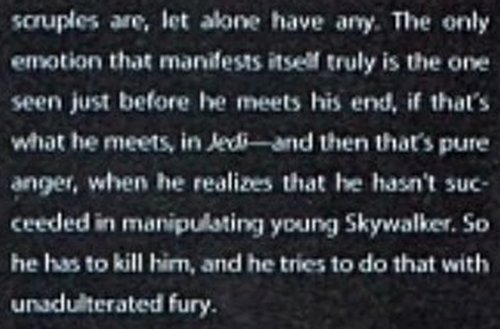 scruples are, let alone have any. The only
emotion that manifests itself truly is the one
seen just before he meets his end, if that's
what he meets, in Jedi—and then that's pure
anger, when he realizes that he hasn't suc-
ceeded in manipulating young Skywalker. So
he has to kill him, and he tries to do that with
unadulterated fury.